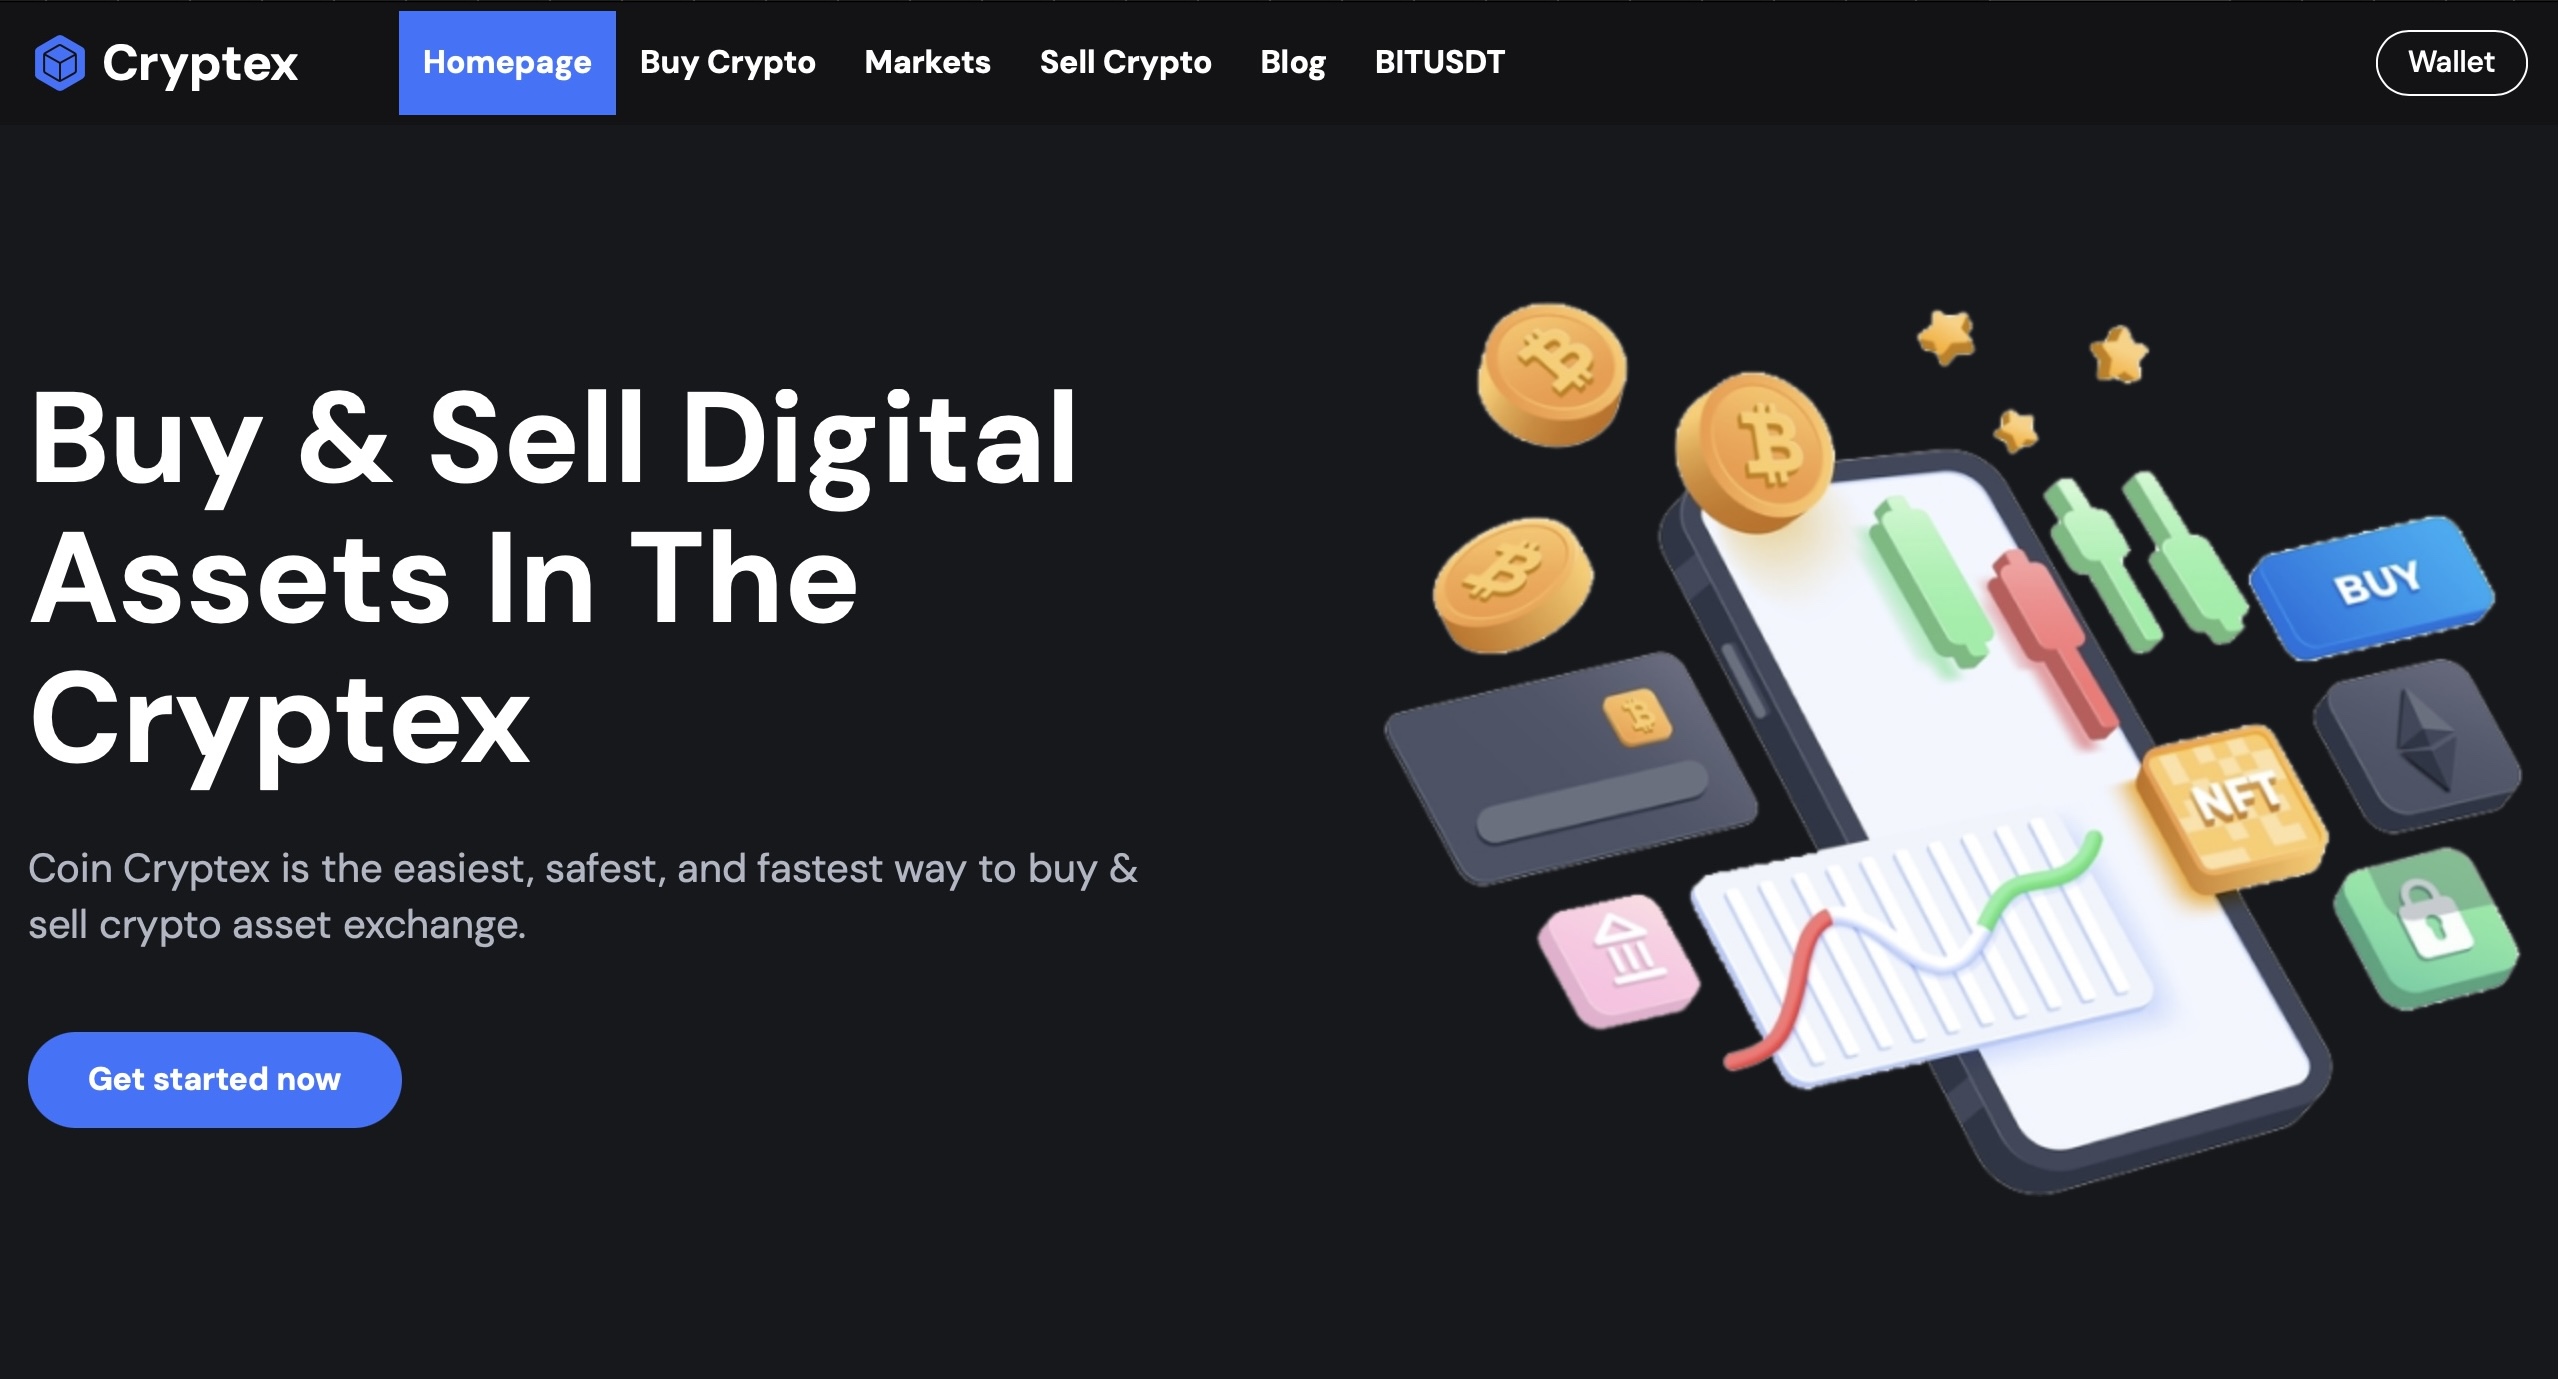 Cryptex
Homepage
Buy Crypto
Markets
Sell Crypto
Blog
BITUSDT
Wallet
Buy & Sell Digital
Assets In The
Cryptex
Coin Cryptex is the easiest, safest, and fastest way to buy &
sell crypto asset exchange.
Get started now
BUY
NFT